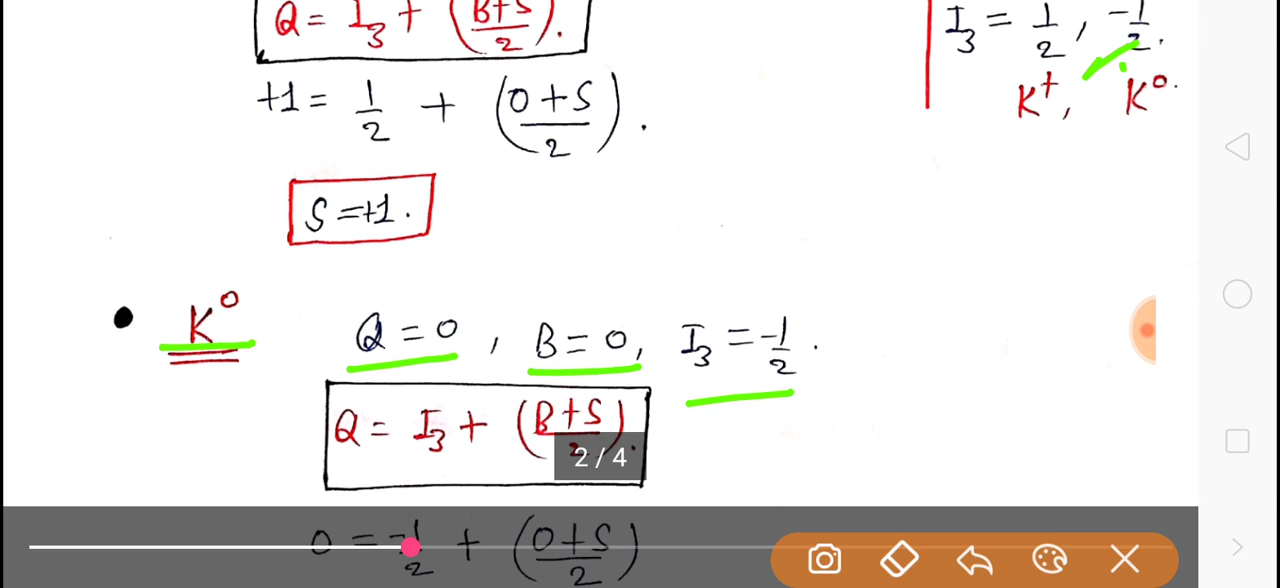 Q = I₃ + (B+S/2).
I₃ = 1/2, -1/2.
+1 = 1/2 + (0+S/2).
K⁺, K⁰.
S=+1.
K⁰
Q = 0, B = 0, I₃ = -1/2.
Q = I₃ + (B+S/2).
2 / 4
0 = -1/2 + (0+S/2)